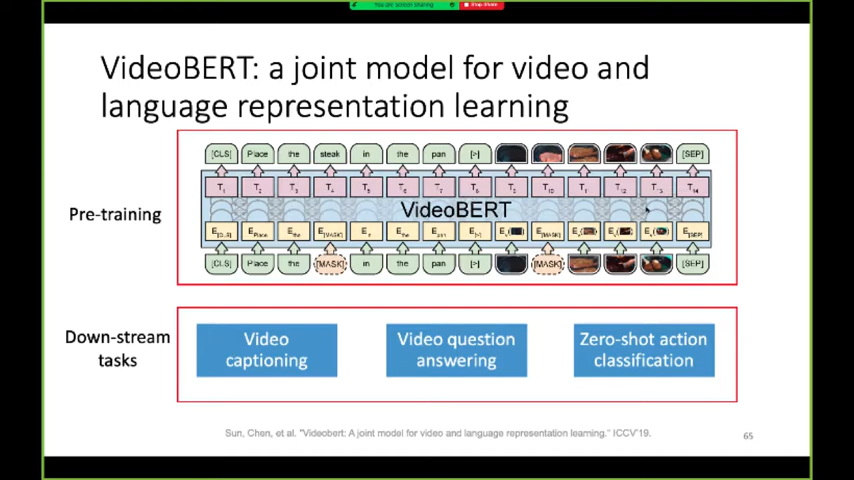 You are screen sharing Stop Share
VideoBERT: a joint model for video and
language representation learning
[CLS] Place the steak in the pan [>] [SEP]
T1 T2 T3 T4 T5 T6 T7 T8 T9 T10 T11 T12 T13 T14
VideoBERT
Pre-training
E[CLS] EPlace Ethe E[MASK] Ein Ethe Epan E[>] Ev( ) E[MASK] Ev( ) Ev( ) Ev( ) E[SEP]
[CLS] Place the [MASK] in the pan [>] [MASK] [SEP]
Down-stream
tasks
Video
captioning
Video question
answering
Zero-shot action
classification
Sun, Chen, et al. "Videobert: A joint model for video and language representation learning." ICCV'19.
65